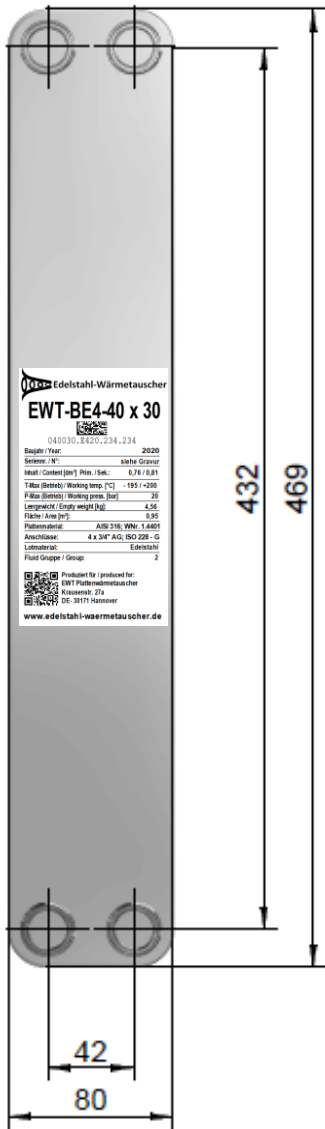 Edelstahl-Wärmetauscher
EWT-BE4-40 x 30
040030.E420.234.234
Baujahr / Year: 2020
Seriennr. / N°: siehe Gravur
Inhalt / Content [dm³] Prim. / Sek.: 0,76 / 0,81
T-Max (Betrieb) / Working temp. [°C] - 195 / +200
P-Max (Betrieb) / Working press. [bar] 20
Leergewicht / Empty weight [kg]: 4,56
Fläche / Area [m²]: 0,95
Plattenmaterial: AISI 316; WNr. 1.4401
Anschlüsse: 4 x 3/4" AG; ISO 228 - G
Lotmaterial: Edelstahl
Fluid Gruppe / Group: 2
Produziert für / produced for:
EWT Plattenwärmetauscher
Krausenstr. 27a
DE- 30171 Hannover
www.edelstahl-waermetauscher.de
432
469
42
80